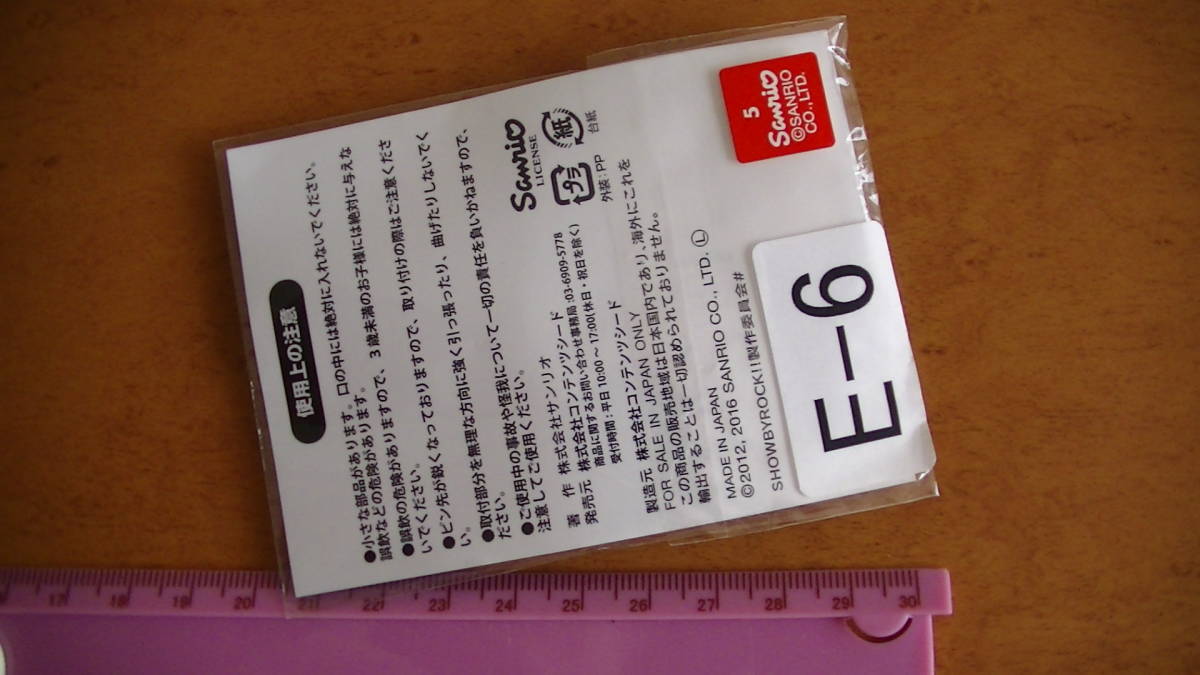 使用上の注意
●小さな部品があります。 口の中には絶対に入れないでください。
誤飲などの危険があります。
●誤飲の危険がありますので、3歳未満のお子様には絶対に与えな
いでください。
●ピン先が鋭くなっておりますので、取り付けの際はご注意くださ
い。
●取付部分を無理な方向に強く引っ張ったり、曲げたりしないでく
ださい。
●ご使用中の事故や怪我について一切の責任を負いかねますので、
注意してご使用ください。
著 作 株式会社サンリオ
発売元 株式会社コンテンツシード
商品に関するお問い合わせ事務局:03-6909-5778
受付時間:平日10:00~17:00(休日・祝日を除く)
製造元 株式会社コンテンツシード
FOR SALE IN JAPAN ONLY
この商品の販売地域は日本国内であり、海外にこれを
輸出することは一切認められておりません。
MADE IN JAPAN
©2012, 2016 SANRIO CO., LTD. Ⓛ
SHOWBYROCK!!製作委員会#
Sanrio
LICENSE
プラ
紙
外装:PP
台紙
5
Sanrio
©SANRIO
CO.,LTD.
E-6
17 18 19 20 21 22 23 24 25 26 27 28 29 30